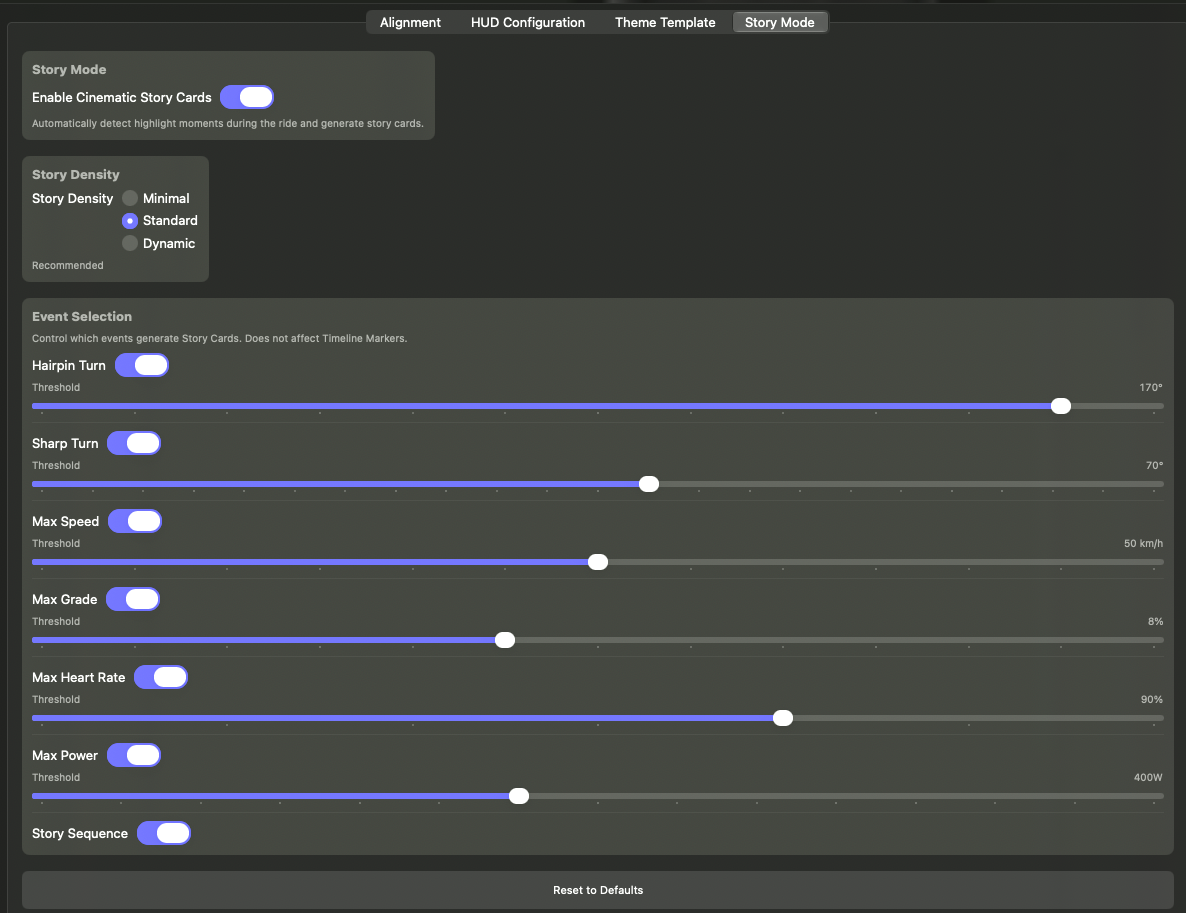 Alignment HUD Configuration Theme Template Story Mode
Story Mode
Enable Cinematic Story Cards
Automatically detect highlight moments during the ride and generate story cards.
Story Density
Story Density Minimal
Standard
Dynamic
Recommended
Event Selection
Control which events generate Story Cards. Does not affect Timeline Markers.
Hairpin Turn
Threshold 170°
Sharp Turn
Threshold 70°
Max Speed
Threshold 50 km/h
Max Grade
Threshold 8%
Max Heart Rate
Threshold 90%
Max Power
Threshold 400W
Story Sequence
Reset to Defaults